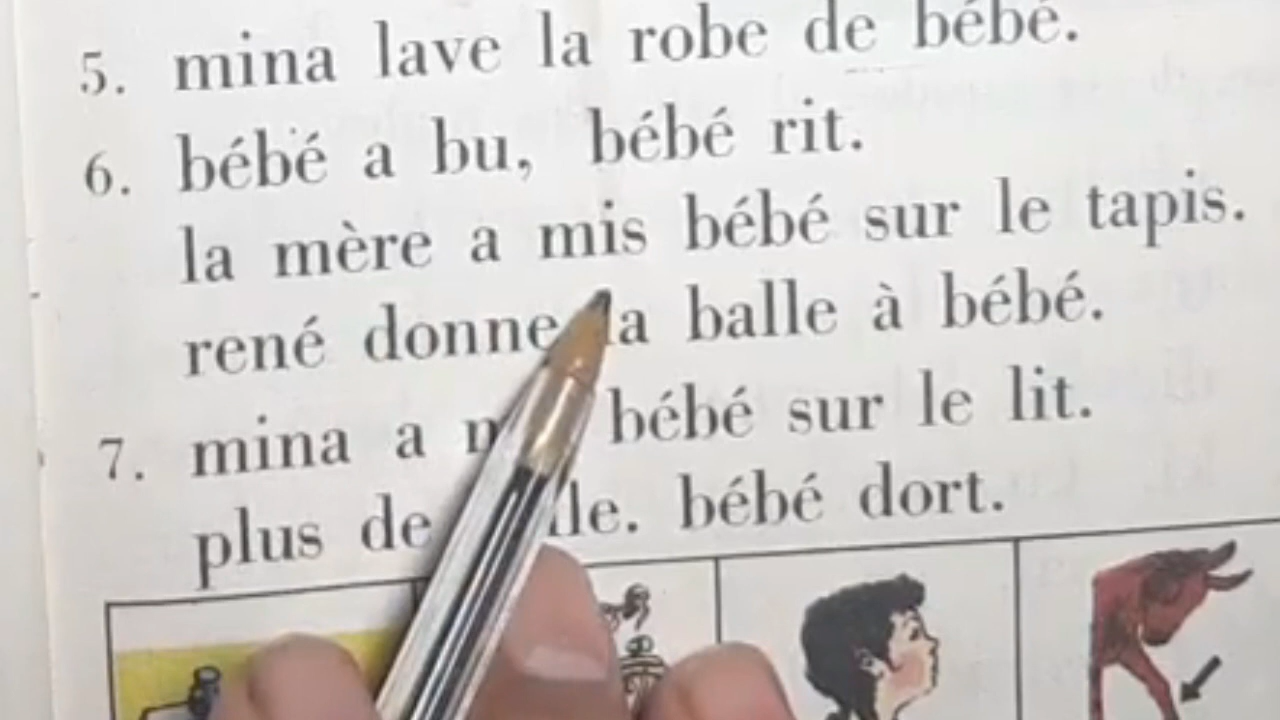 5. mina lave la robe de bébé.
6. bébé a bu, bébé rit.
la mère a mis bébé sur le tapis.
rené donne la balle à bébé.
7. mina a bébé sur le lit.
plus de bébé dort.